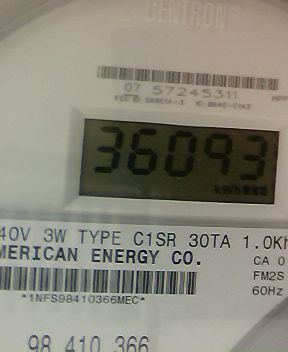 CENTRON®
07 57245311
36093
kWh
40V 3W TYPE C1SR 30TA 1.0Kh
MERICAN ENERGY CO.
CA 0
FM2S
60Hz
*1NFS98410366MEC*
98 410 366